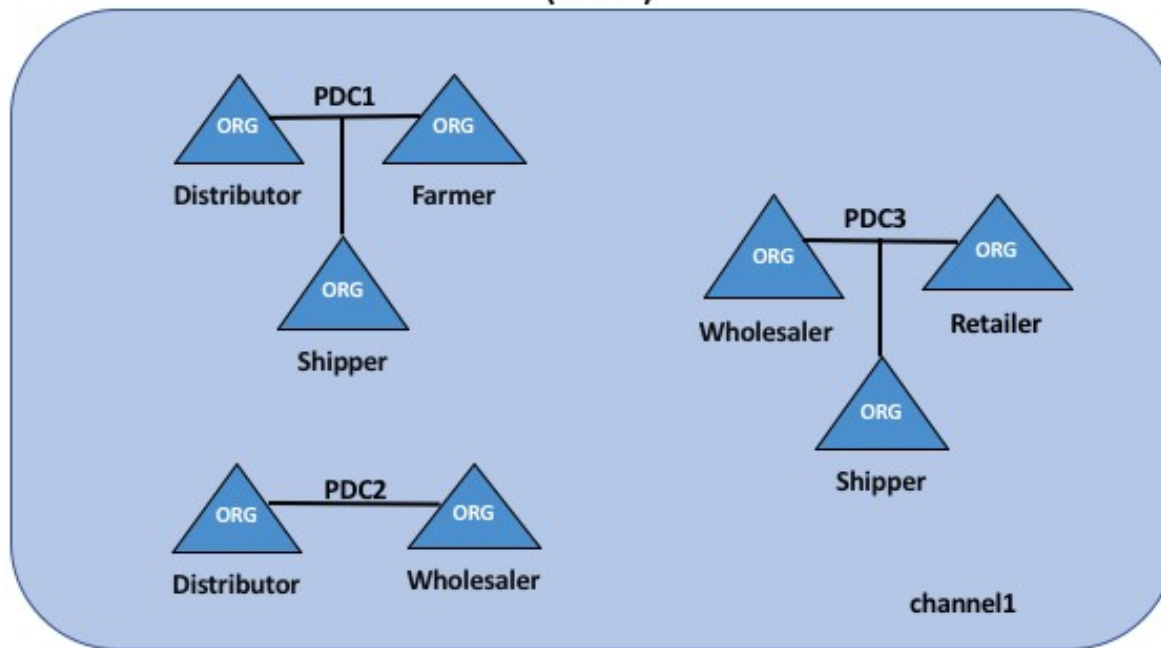 PDC1
ORG
ORG
Distributor
Farmer
ORG
Shipper
PDC3
ORG
ORG
Wholesaler
Retailer
ORG
Shipper
PDC2
ORG
ORG
Distributor
Wholesaler
channel1